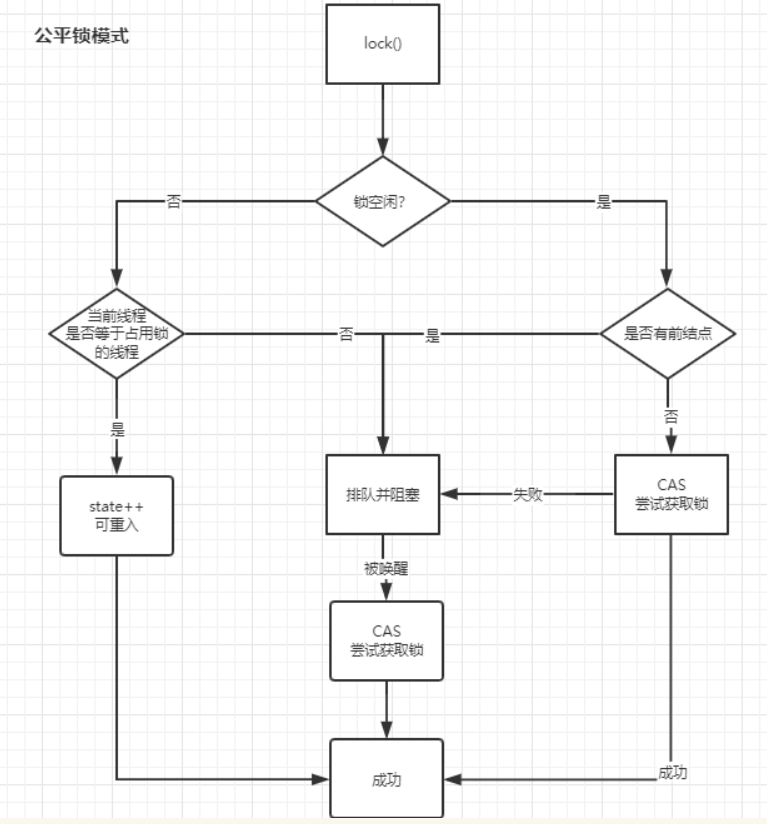 公平锁模式
lock()
锁空闲?
否
是
当前线程
是否等于占用锁
的线程
否
是
是否有前结点
是
否
state++
可重入
排队并阻塞
失败
CAS
尝试获取锁
被唤醒
CAS
尝试获取锁
成功
成功